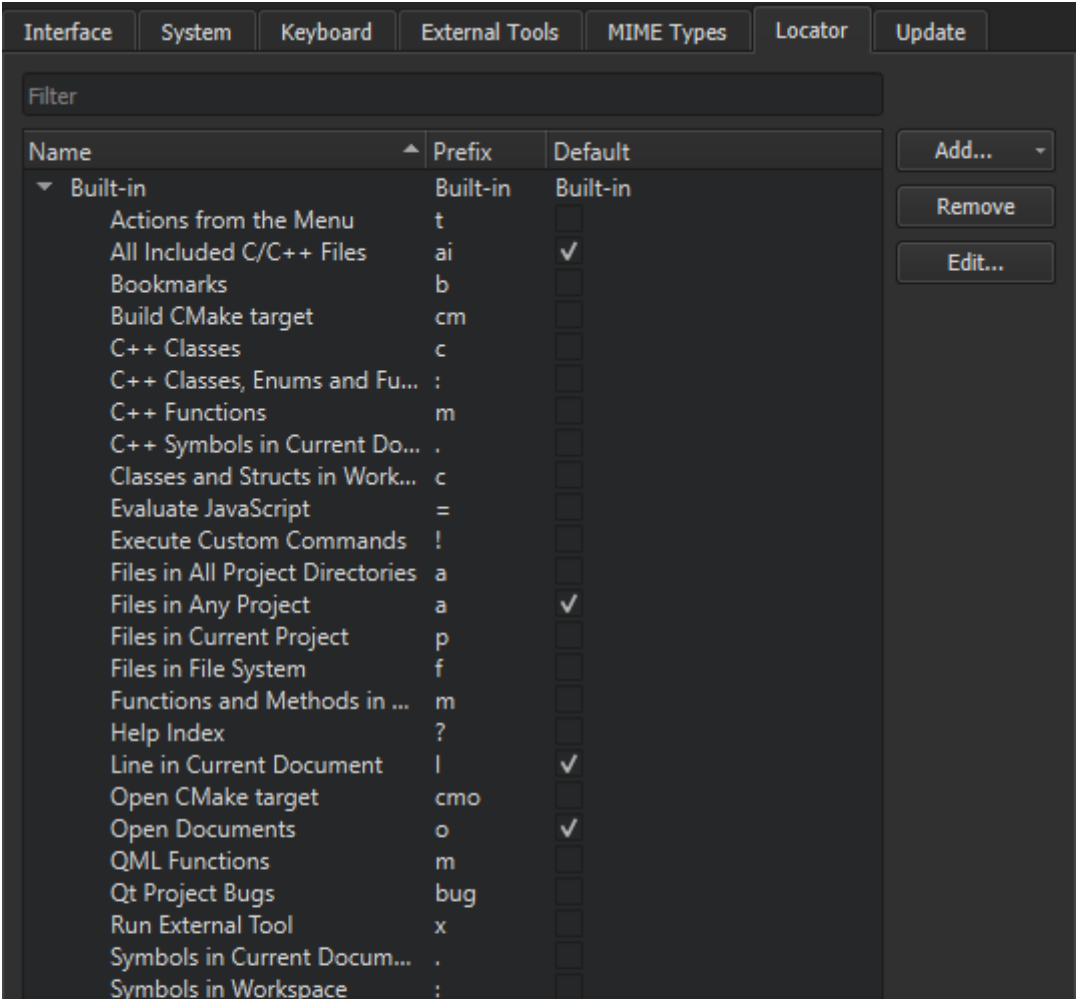 Interface System Keyboard External Tools MIME Types Locator Update
Filter
Name Prefix Default Add...
Built-in Built-in Built-in
Remove
Actions from the Menu t
All Included C/C++ Files ai
Edit...
Bookmarks b
Build CMake target cm
C++ Classes c
C++ Classes, Enums and Fu... :
C++ Functions m
C++ Symbols in Current Do... .
Classes and Structs in Work... c
Evaluate JavaScript =
Execute Custom Commands !
Files in All Project Directories a
Files in Any Project a
Files in Current Project p
Files in File System f
Functions and Methods in ... m
Help Index ?
Line in Current Document l
Open CMake target cmo
Open Documents o
QML Functions m
Qt Project Bugs bug
Run External Tool x
Symbols in Current Docum... .
Symbols in Workspace :